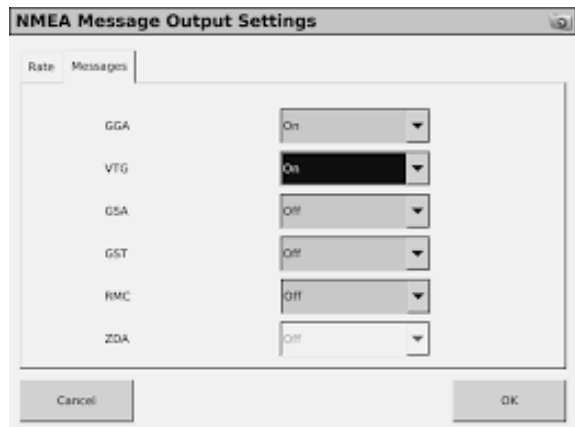 NMEA Message Output Settings
Rate Messages
GGA On
VTG On
GSA Off
GST Off
RMC Off
ZDA Off
Cancel OK